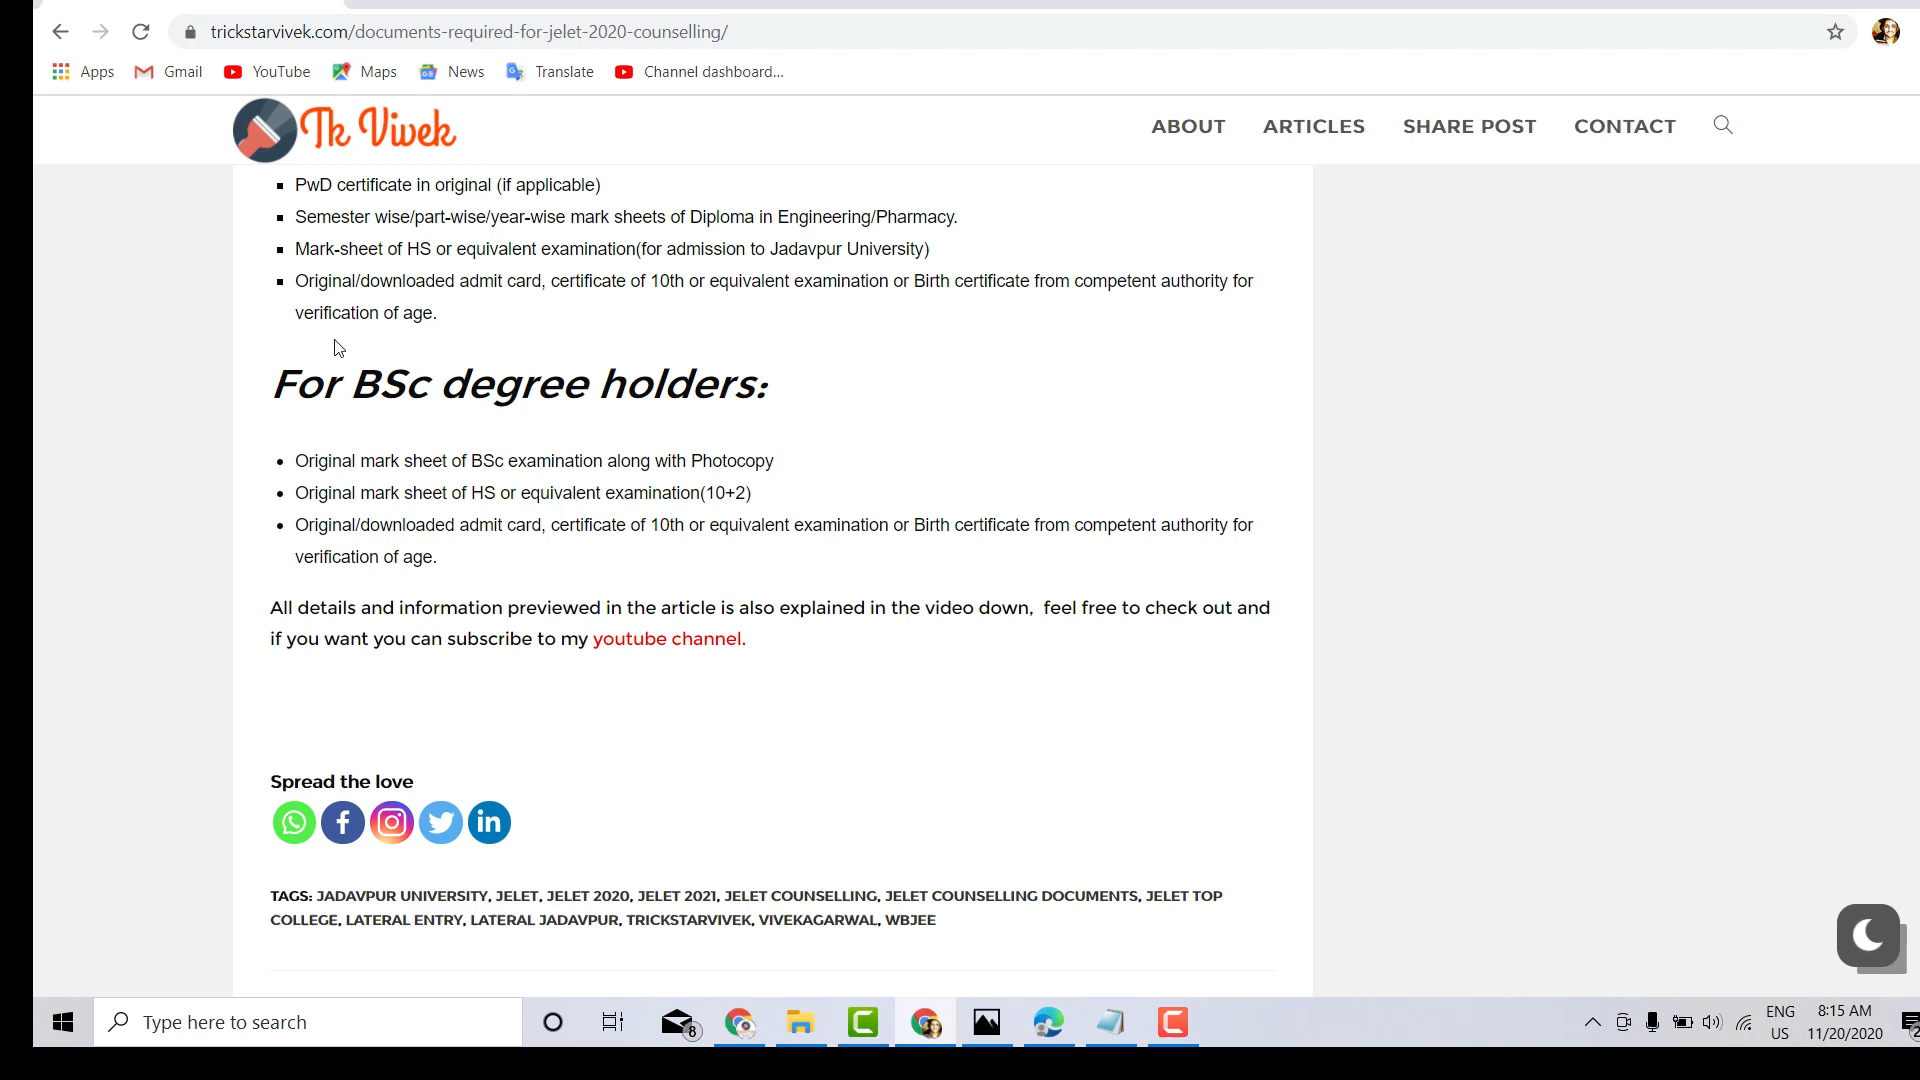 trickstarvivek.com/documents-required-for-jelet-2020-counselling/
Apps Gmail YouTube Maps News Translate Channel dashboard...
Tk Vivek ABOUT ARTICLES SHARE POST CONTACT
PwD certificate in original (if applicable)
Semester wise/part-wise/year-wise mark sheets of Diploma in Engineering/Pharmacy.
Mark-sheet of HS or equivalent examination(for admission to Jadavpur University)
Original/downloaded admit card, certificate of 10th or equivalent examination or Birth certificate from competent authority for
verification of age.
For BSc degree holders:
Original mark sheet of BSc examination along with Photocopy
Original mark sheet of HS or equivalent examination(10+2)
Original/downloaded admit card, certificate of 10th or equivalent examination or Birth certificate from competent authority for
verification of age.
All details and information previewed in the article is also explained in the video down, feel free to check out and
if you want you can subscribe to my youtube channel.
Spread the love
TAGS: JADAVPUR UNIVERSITY, JELET, JELET 2020, JELET 2021, JELET COUNSELLING, JELET COUNSELLING DOCUMENTS, JELET TOP
COLLEGE, LATERAL ENTRY, LATERAL JADAVPUR, TRICKSTARVIVEK, VIVEKAGARWAL, WBJEE
Type here to search 8 ENG 8:15 AM
US 11/20/2020 2